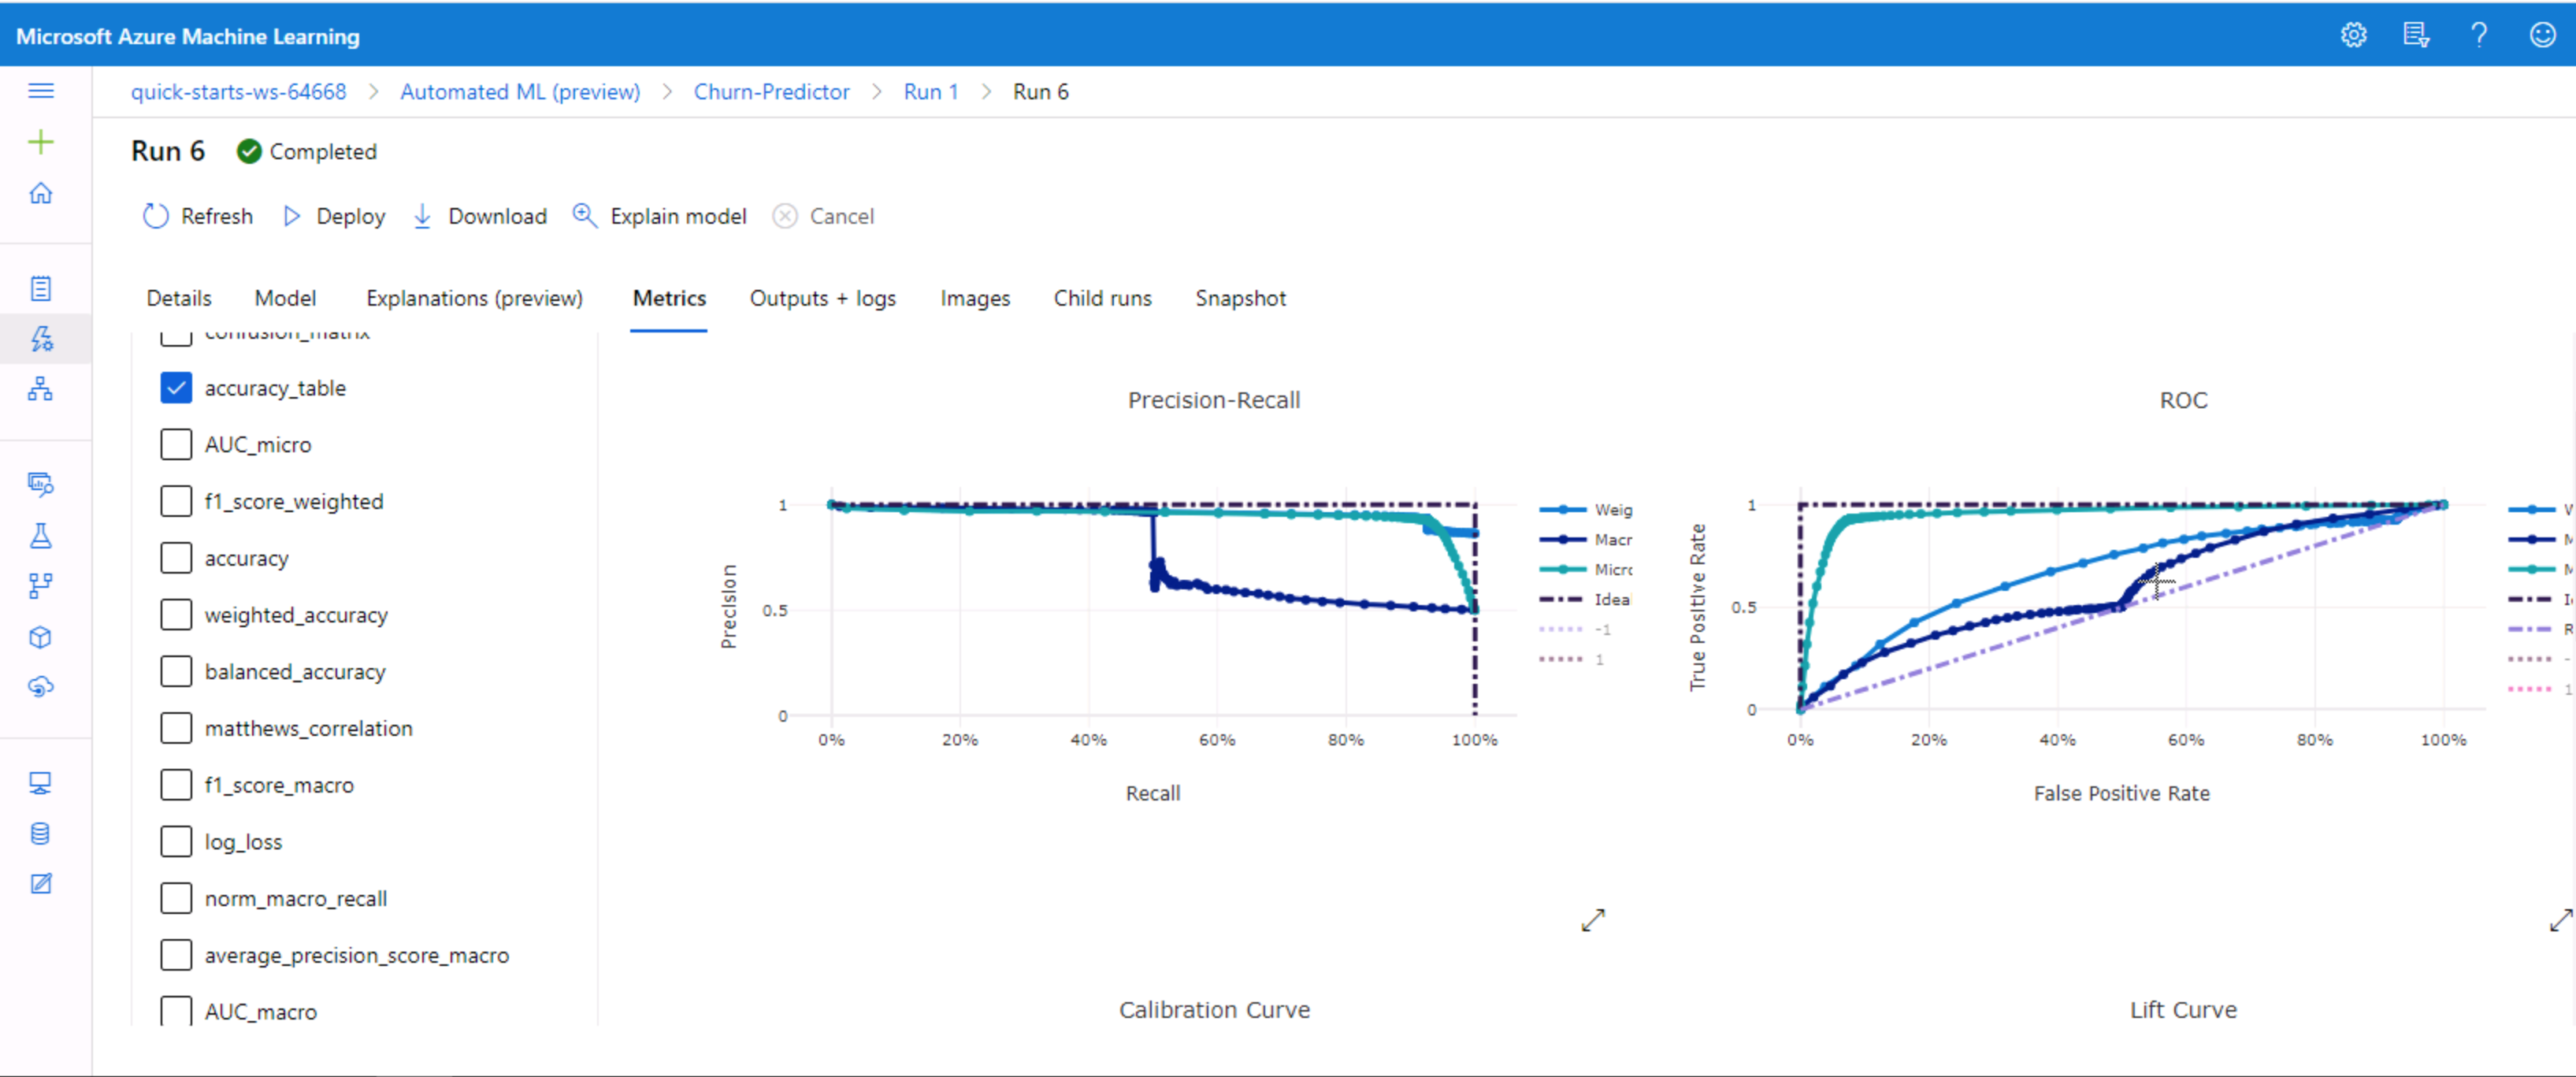 Microsoft Azure Machine Learning
quick-starts-ws-64668 > Automated ML (preview) > Churn-Predictor > Run 1 > Run 6
Run 6 Completed
Refresh Deploy Download Explain model Cancel
Details Model Explanations (preview) Metrics Outputs + logs Images Child runs Snapshot
confusion_matrix
accuracy_table
AUC_micro
f1_score_weighted
accuracy
weighted_accuracy
balanced_accuracy
matthews_correlation
f1_score_macro
log_loss
norm_macro_recall
average_precision_score_macro
AUC_macro
Precision-Recall
1
0.5
0
Precision
0% 20% 40% 60% 80% 100%
Recall
Weig
Macr
Micro
Idea
-1
1
ROC
1
0.5
0
True Positive Rate
0% 20% 40% 60% 80% 100%
False Positive Rate
1
Calibration Curve
Lift Curve